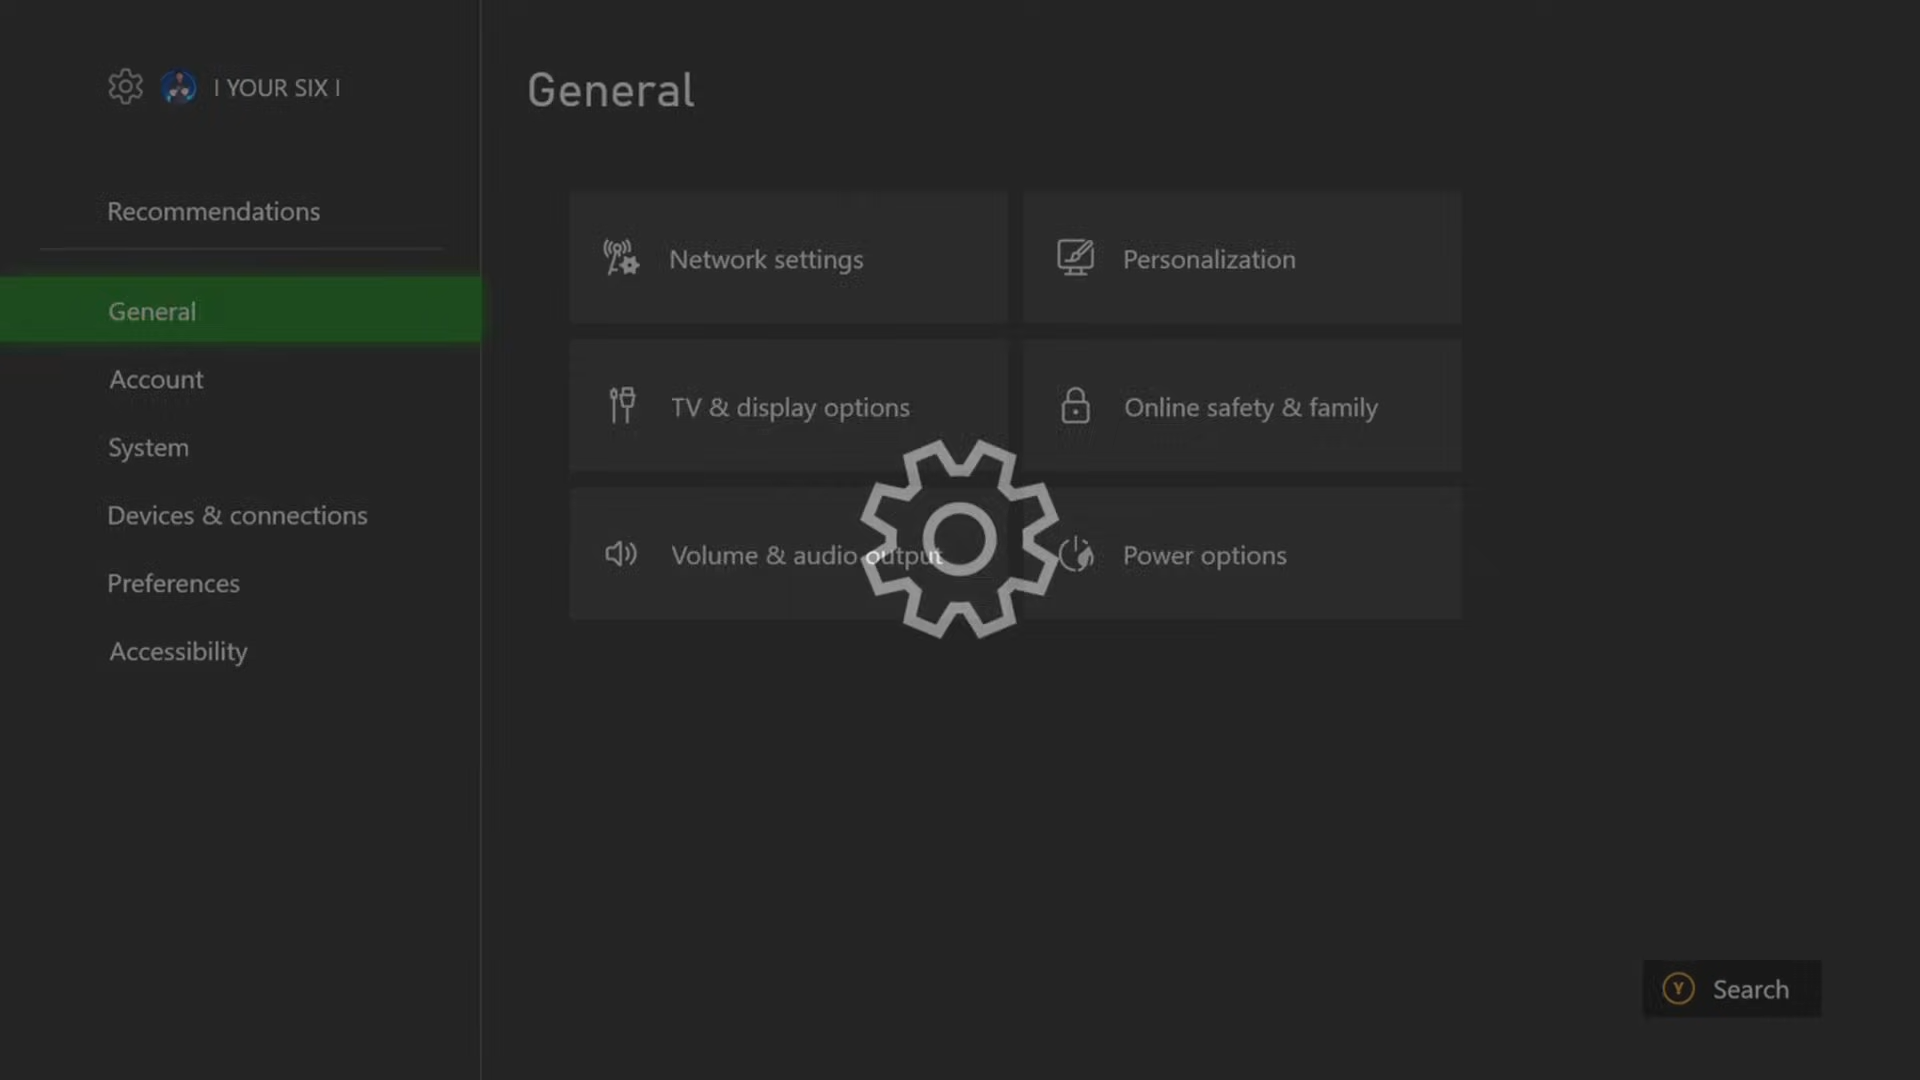 I YOUR SIX I
General
Recommendations
General
Account
System
Devices & connections
Preferences
Accessibility
Network settings
Personalization
TV & display options
Online safety & family
Volume & audio output
Power options
Y Search